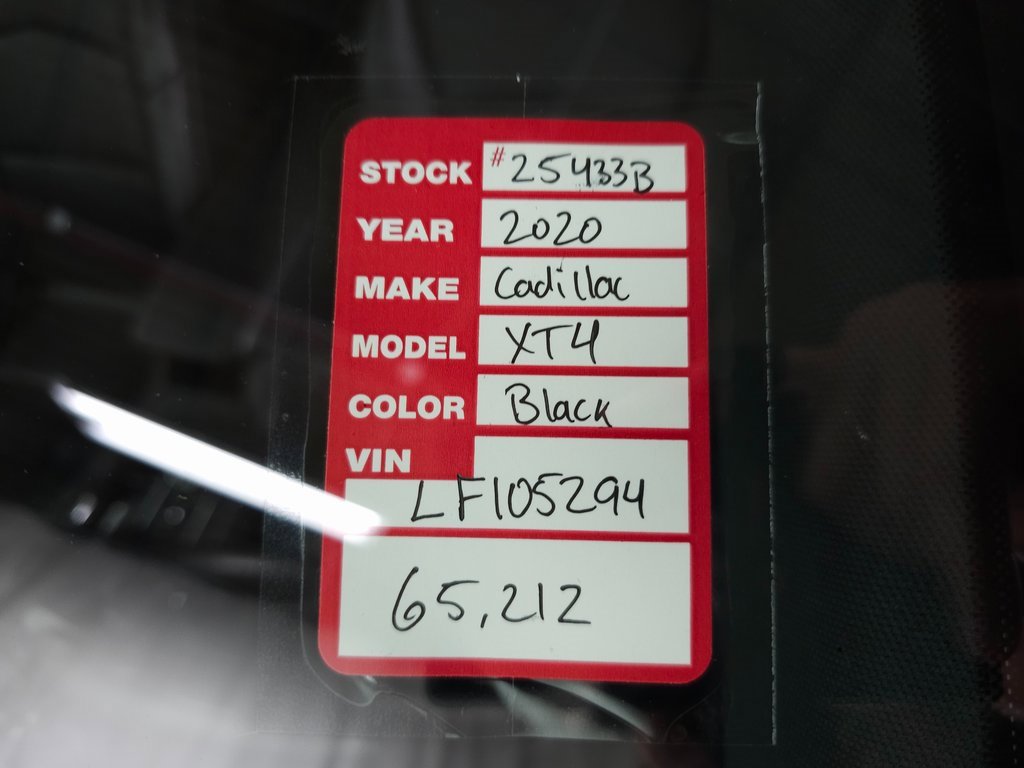 STOCK #25433B
YEAR 2020
MAKE Cadillac
MODEL XT4
COLOR Black
VIN
LF105294
65,212